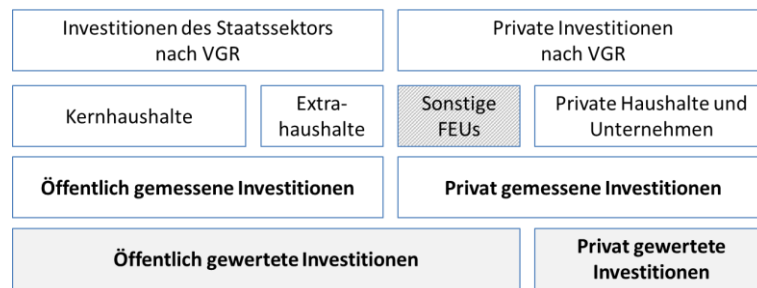 Investitionen des Staatssektors
nach VGR
Private Investitionen
nach VGR
Kernhaushalte
Extra-
haushalte
Sonstige
FEUs
Private Haushalte und
Unternehmen
Öffentlich gemessene Investitionen
Privat gemessene Investitionen
Öffentlich gewertete Investitionen
Privat gewertete
Investitionen